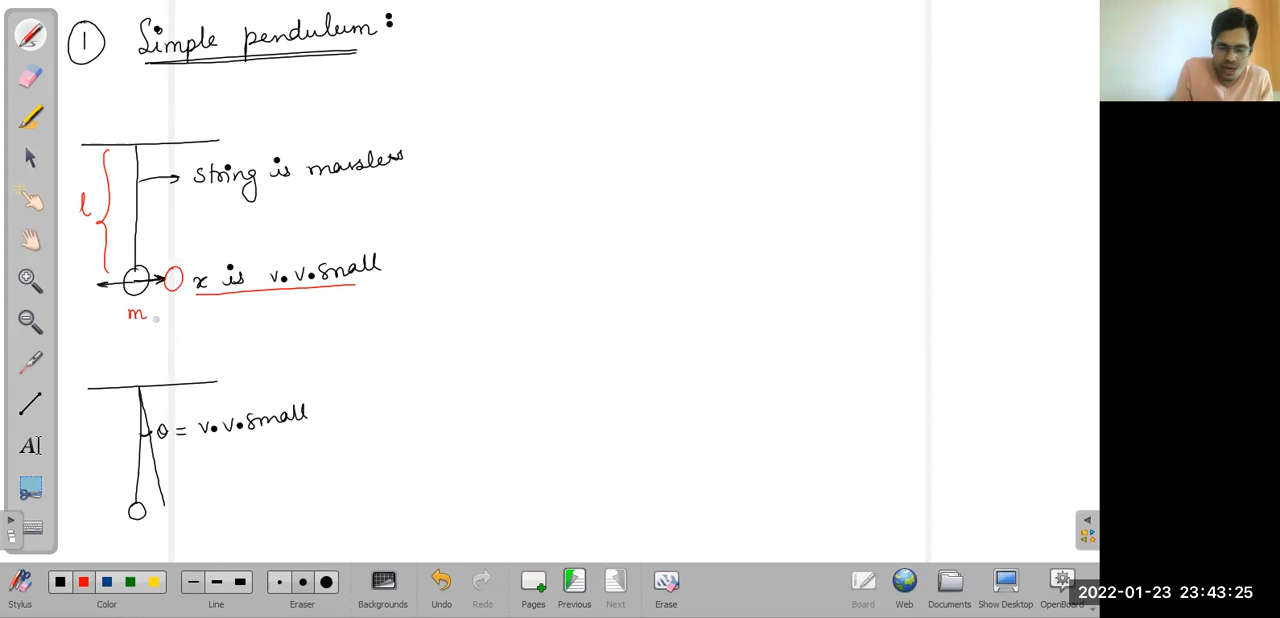 ① Simple pendulum:
string is massless
l
x is v.v.small
m
θ = v.v.small
AI
Stylus
Color
Line
Eraser
Backgrounds
Undo
Redo
Pages
Previous
Next
Erase
Board
Web
Documents
Show Desktop
OpenBoard
2022-01-23 23:43:25